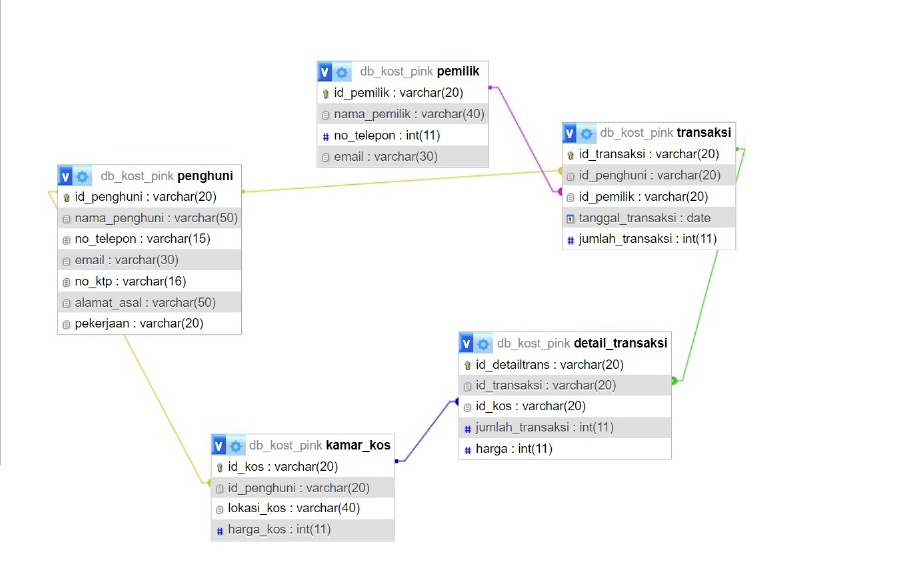 db_kost_pink pemilik
id_pemilik : varchar(20)
nama_pemilik : varchar(40)
no_telepon : int(11)
email : varchar(30)
db_kost_pink transaksi
id_transaksi : varchar(20)
id_penghuni : varchar(20)
id_pemilik : varchar(20)
tanggal_transaksi : date
jumlah_transaksi : int(11)
db_kost_pink penghuni
id_penghuni : varchar(20)
nama_penghuni : varchar(50)
no_telepon : varchar(15)
email : varchar(30)
no_ktp : varchar(16)
alamat_asal : varchar(50)
pekerjaan : varchar(20)
db_kost_pink detail_transaksi
id_detailtrans : varchar(20)
id_transaksi : varchar(20)
id_kos : varchar(20)
jumlah_transaksi : int(11)
harga : int(11)
db_kost_pink kamar_kos
id_kos : varchar(20)
id_penghuni : varchar(20)
lokasi_kos : varchar(40)
harga_kos : int(11)